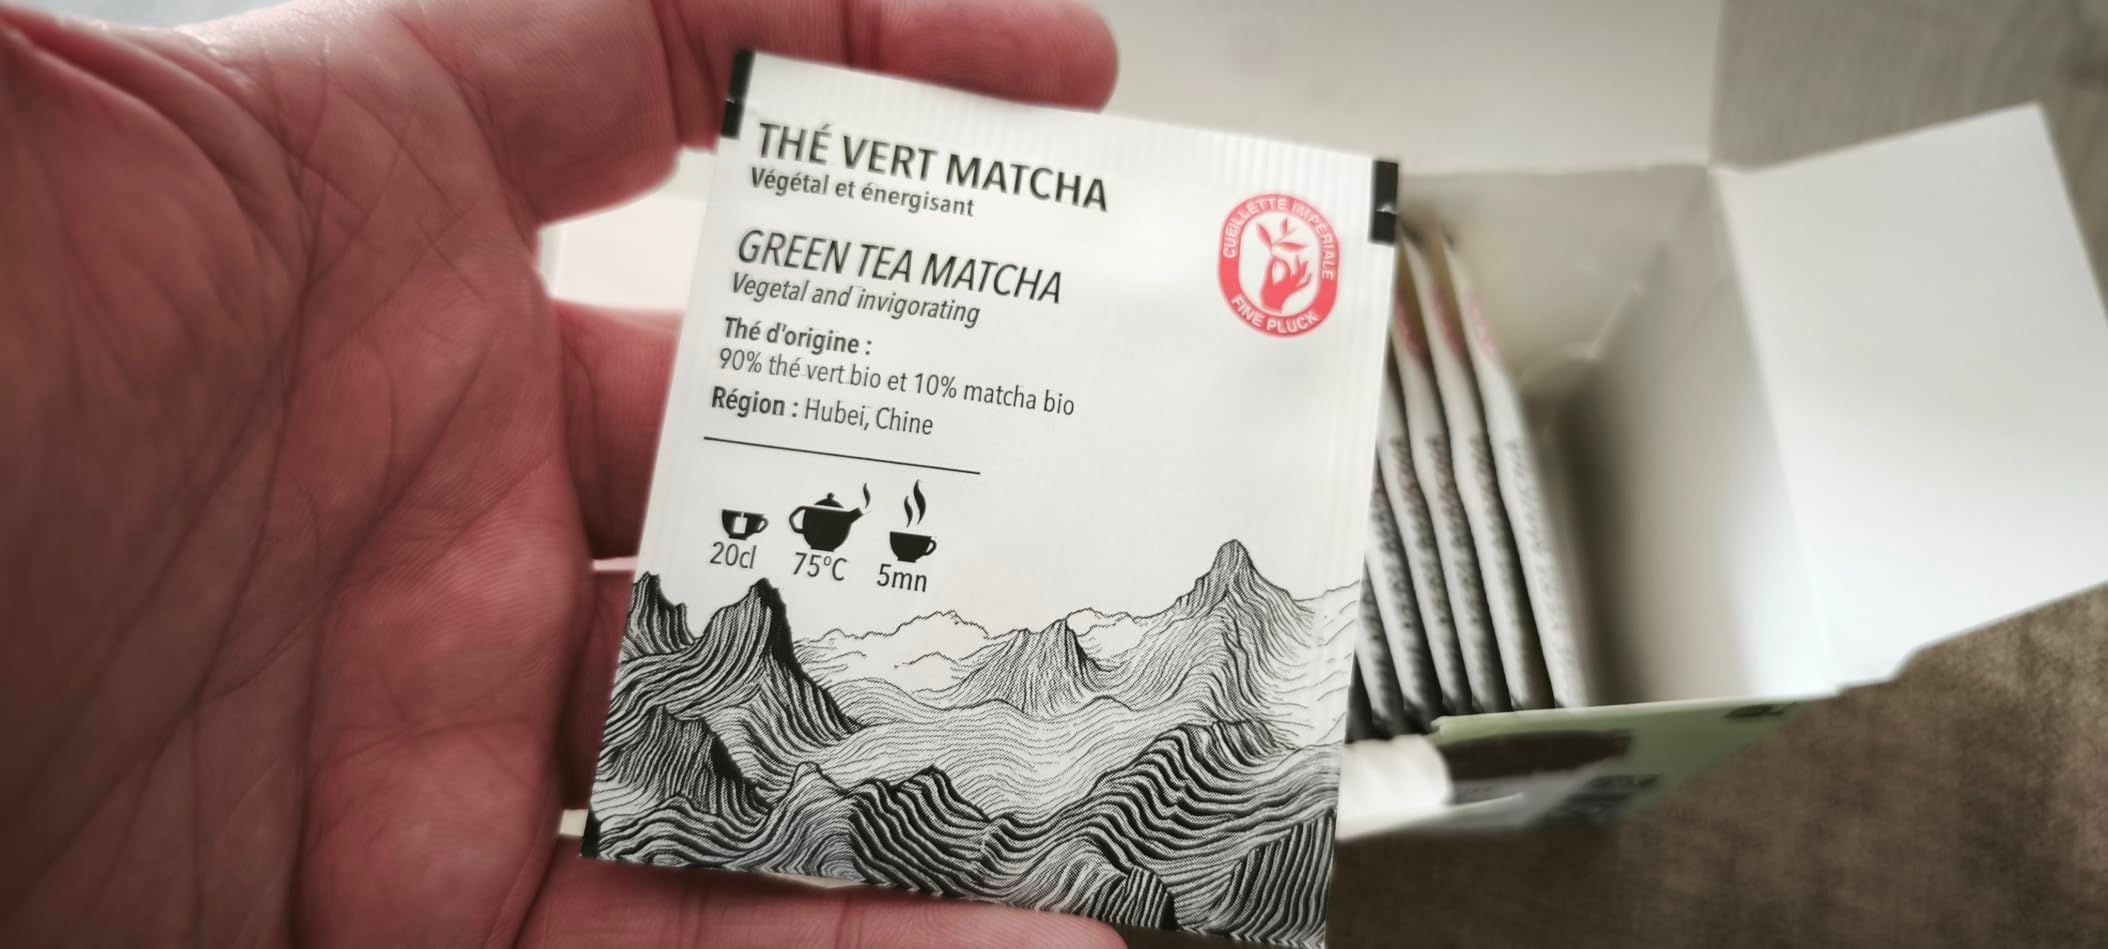 THÉ VERT MATCHA
Végétal et énergisant
GREEN TEA MATCHA
Vegetal and invigorating
Thé d'origine :
90% thé vert bio et 10% matcha bio
Région : Hubei, Chine
20cl 75°C 5mn
CUEILLETTE IMPÉRIALE
FINE PLUCK